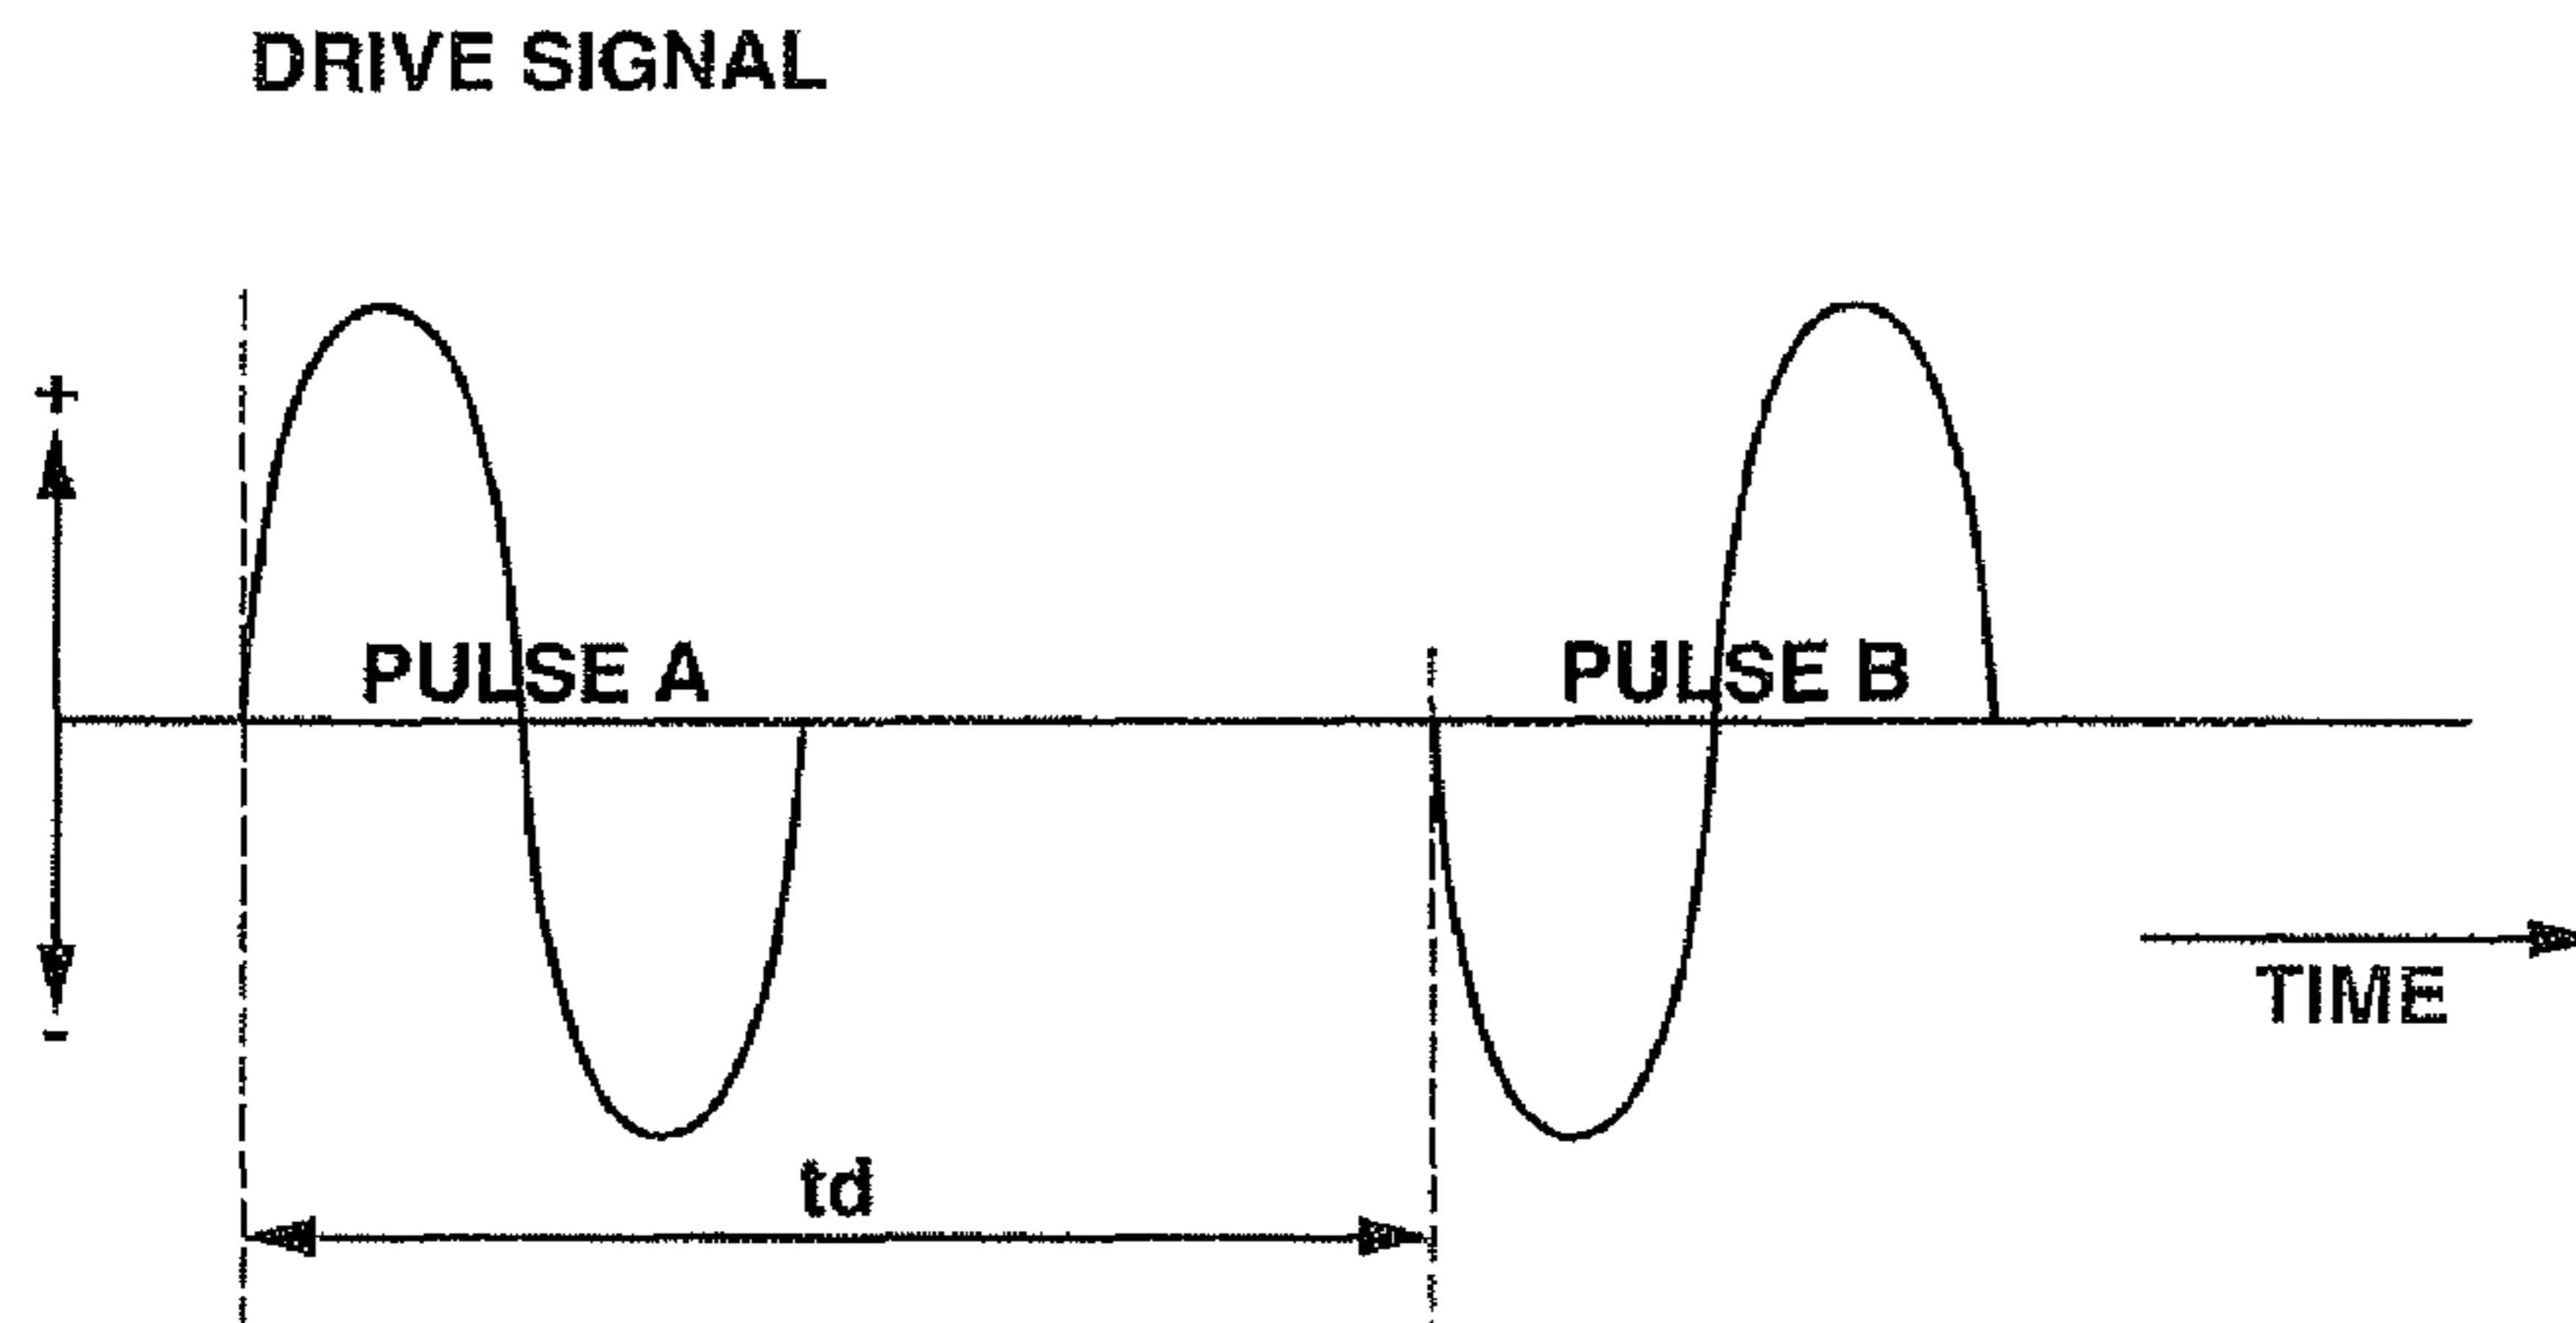 DRIVE SIGNAL
+
PULSE A
PULSE B
-
TIME
td